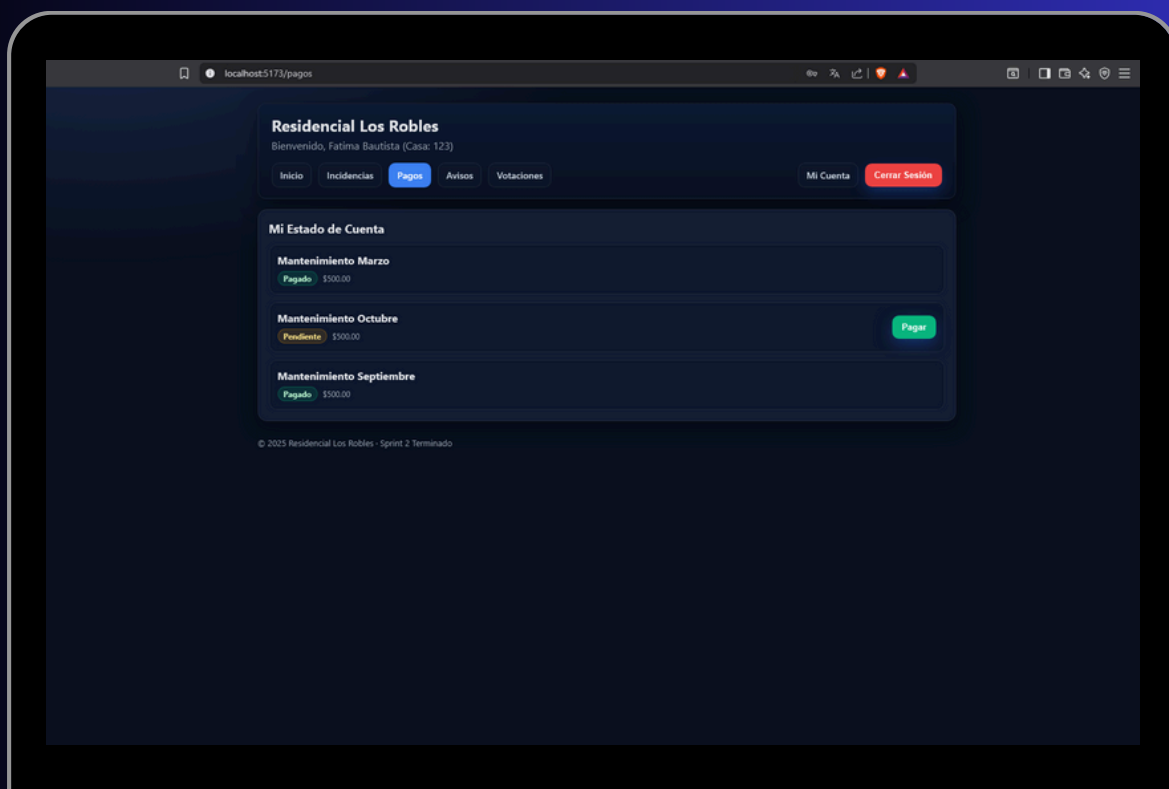 localhost:5173/pagos
Residencial Los Robles
Bienvenido, Fatima Bautista (Casa: 123)
Inicio Incidencias Pagos Avisos Votaciones Mi Cuenta Cerrar Sesión
Mi Estado de Cuenta
Mantenimiento Marzo
Pagado $500.00
Mantenimiento Octubre
Pendiente $500.00 Pagar
Mantenimiento Septiembre
Pagado $500.00
© 2025 Residencial Los Robles - Sprint 2 Terminado